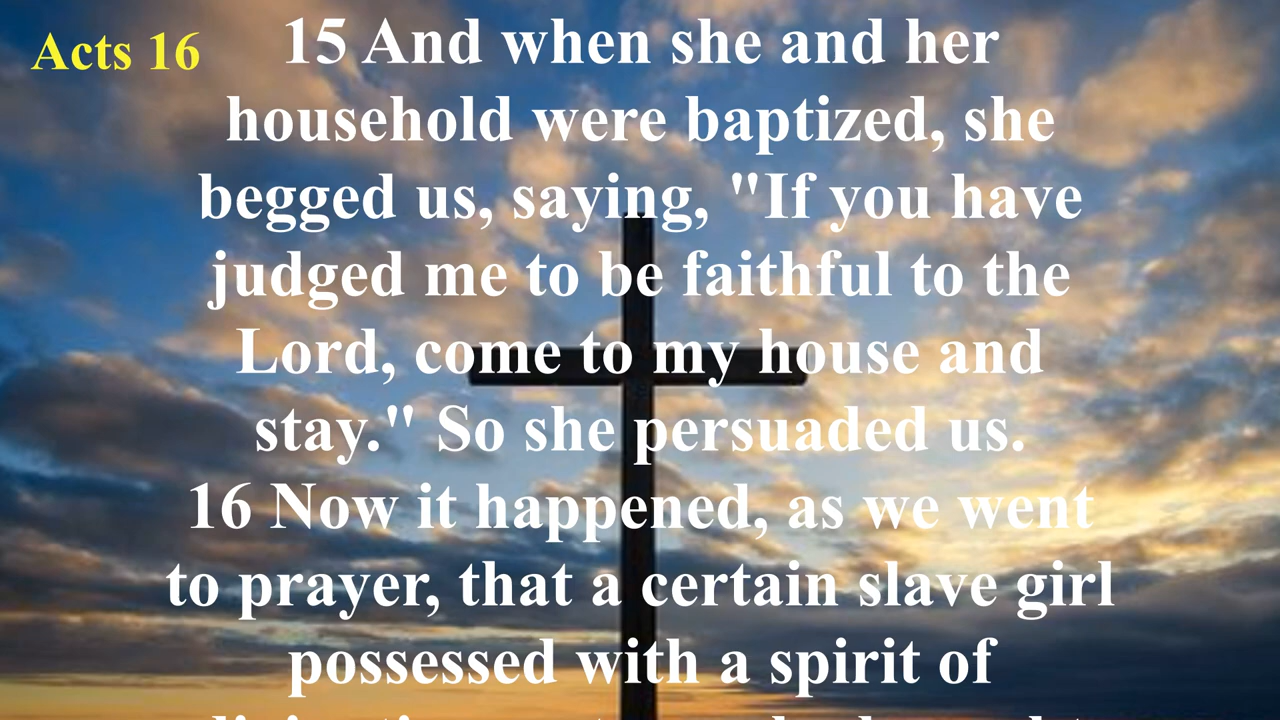 Acts 16
15 And when she and her
household were baptized, she
begged us, saying, "If you have
judged me to be faithful to the
Lord, come to my house and
stay." So she persuaded us.
16 Now it happened, as we went
to prayer, that a certain slave girl
possessed with a spirit of